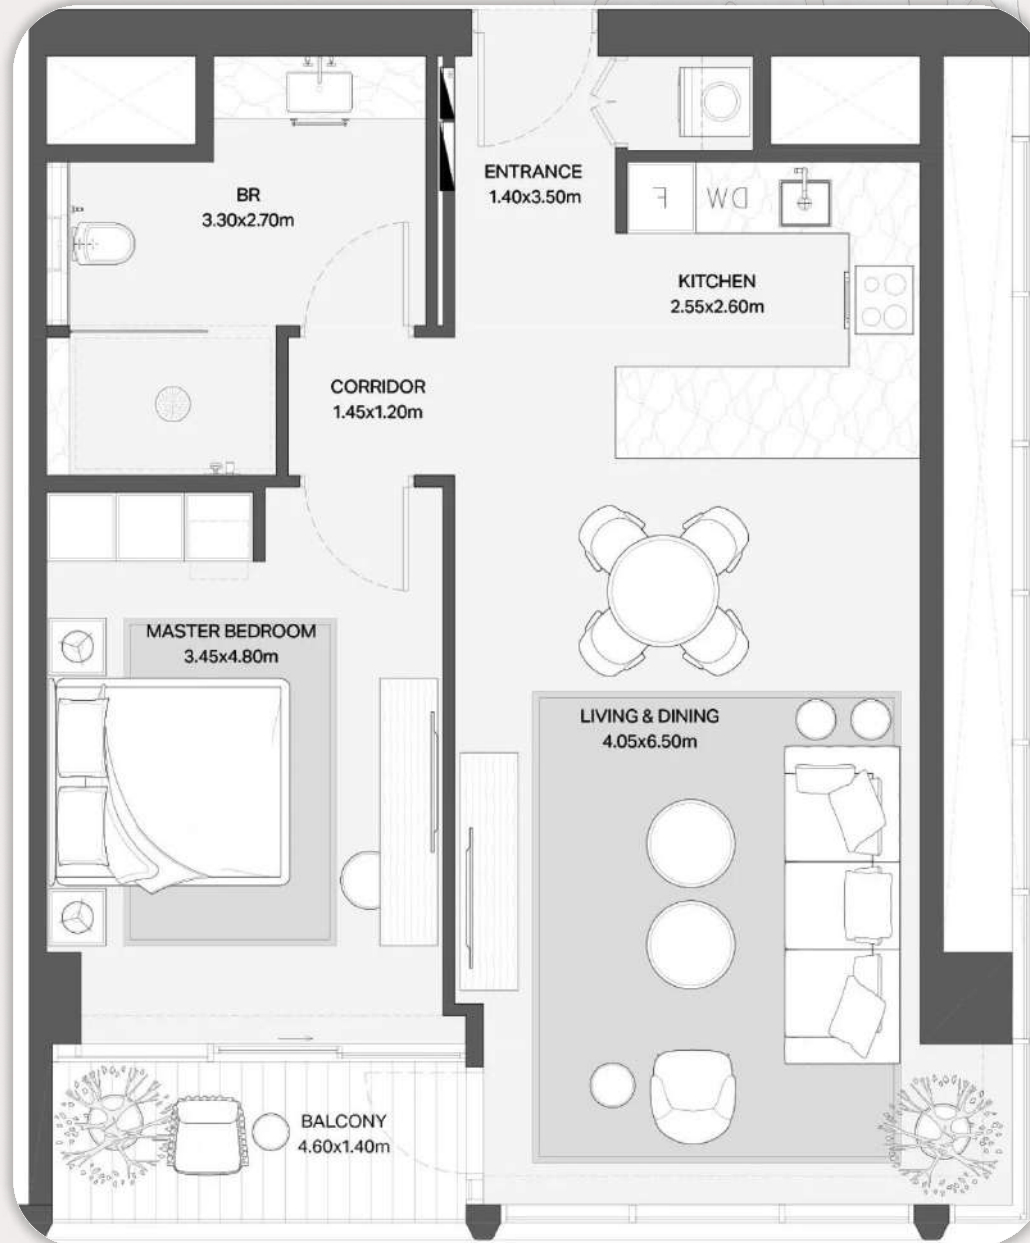 ENTRANCE
1.40x3.50m
BR
3.30x2.70m
F
DW
KITCHEN
2.55x2.60m
CORRIDOR
1.45x1.20m
MASTER BEDROOM
3.45x4.80m
LIVING & DINING
4.05x6.50m
BALCONY
4.60x1.40m